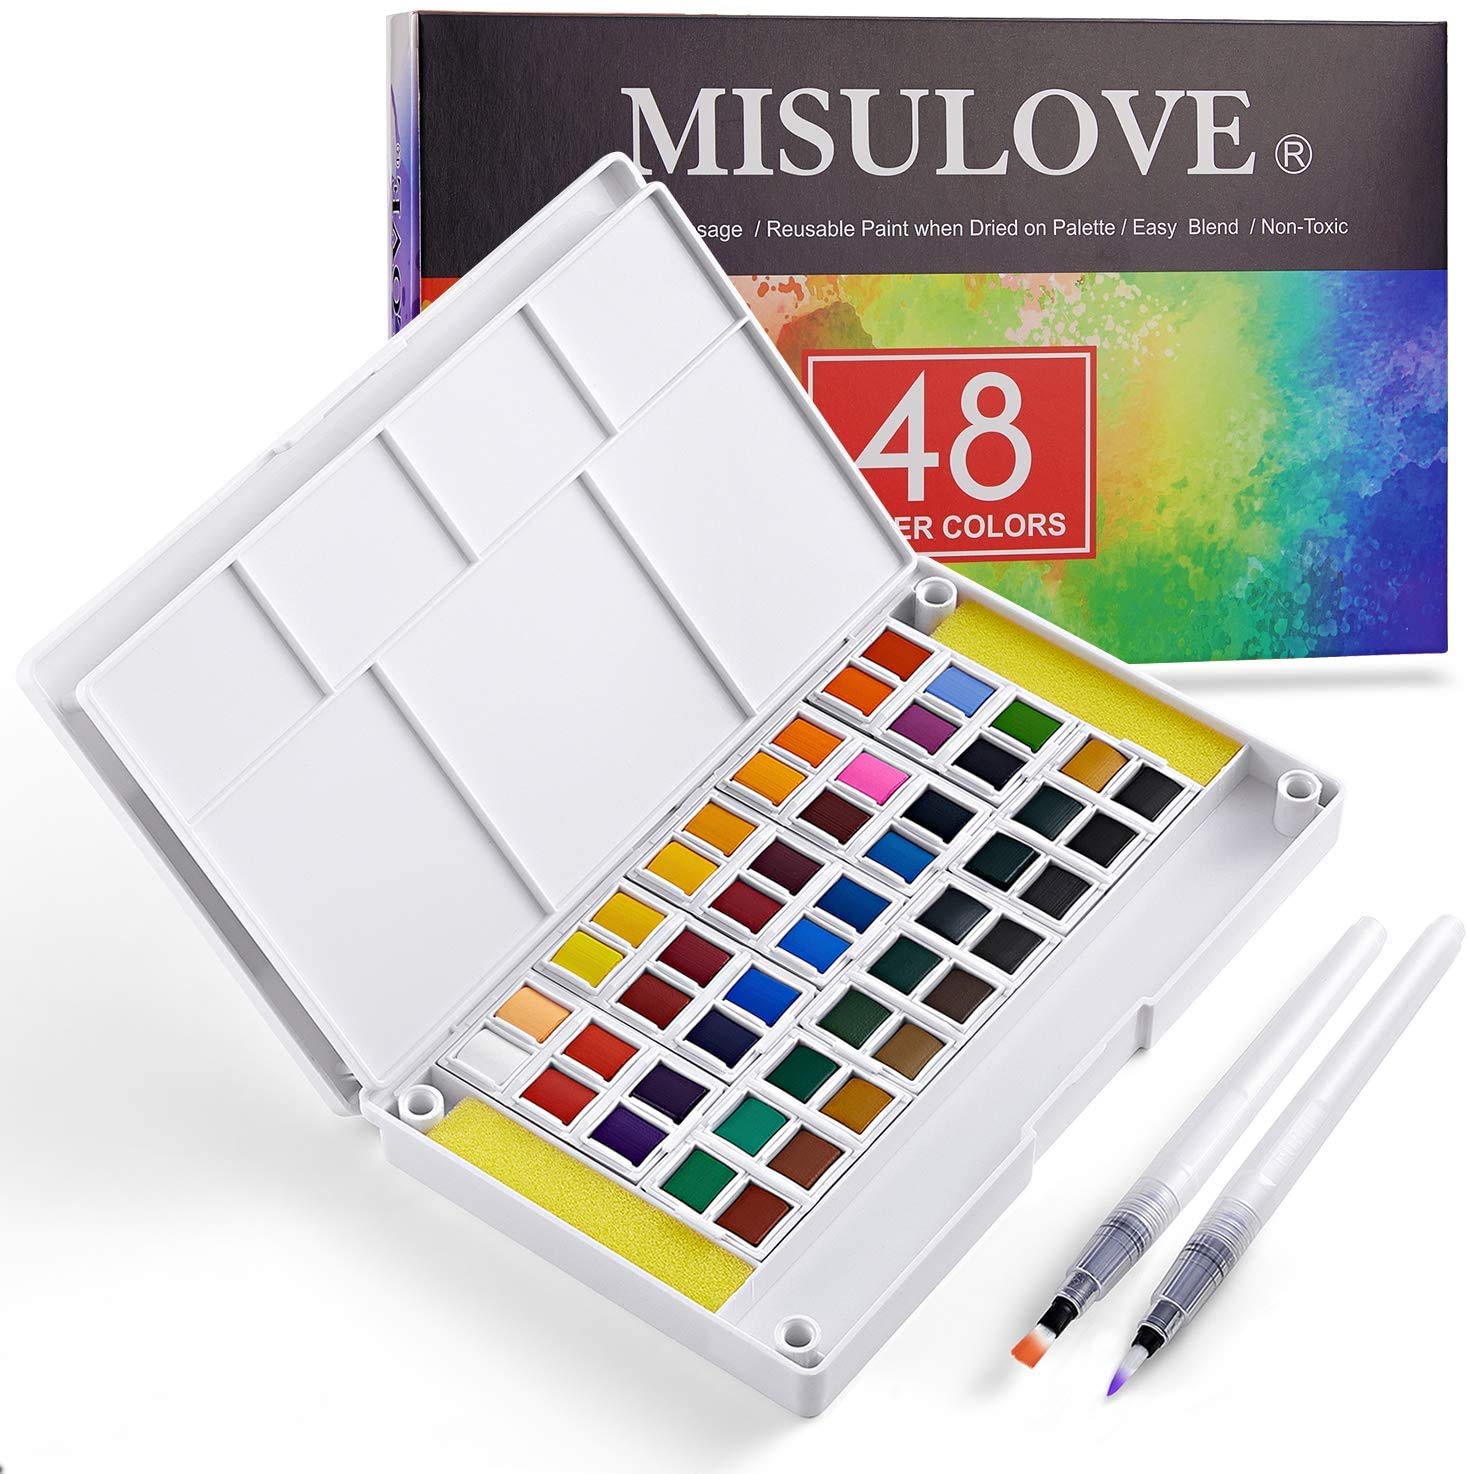 MISULOVE®
sage / Reusable Paint when Dried on Palette / Easy Blend / Non-Toxic
48
ER COLORS